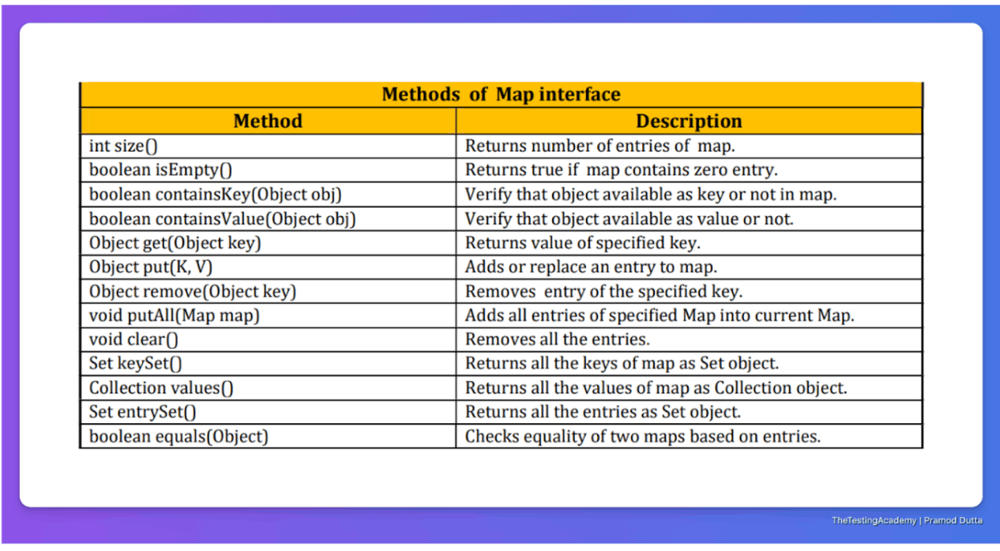 Methods of Map interface
Method Description
int size() Returns number of entries of map.
boolean isEmpty() Returns true if map contains zero entry.
boolean containsKey(Object obj) Verify that object available as key or not in map.
boolean containsValue(Object obj) Verify that object available as value or not.
Object get(Object key) Returns value of specified key.
Object put(K, V) Adds or replace an entry to map.
Object remove(Object key) Removes entry of the specified key.
void putAll(Map map) Adds all entries of specified Map into current Map.
void clear() Removes all the entries.
Set keySet() Returns all the keys of map as Set object.
Collection values() Returns all the values of map as Collection object.
Set entrySet() Returns all the entries as Set object.
boolean equals(Object) Checks equality of two maps based on entries.
TheTestingAcademy | Pramod Dutta